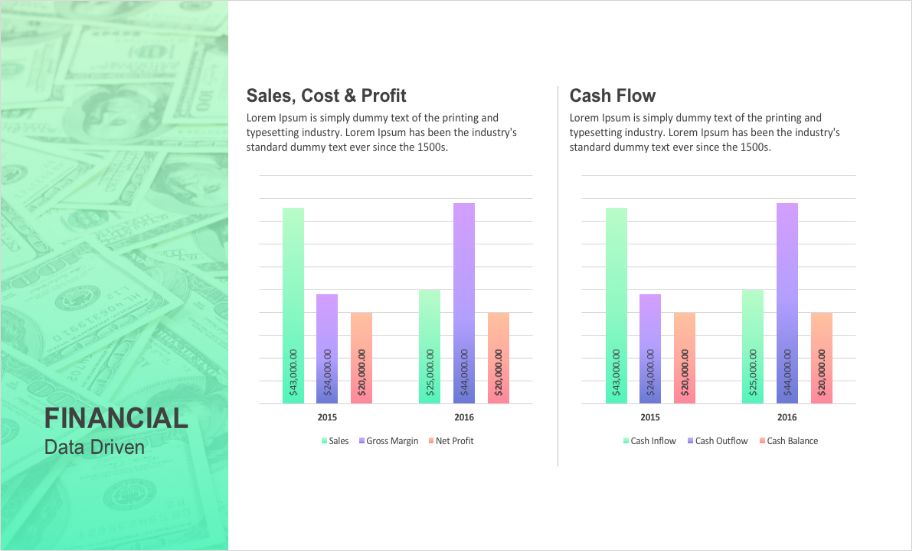 FINANCIAL
Data Driven
Sales, Cost & Profit
Lorem Ipsum is simply dummy text of the printing and
typesetting industry. Lorem Ipsum has been the industry's
standard dummy text ever since the 1500s.
$43,000.00
$24,000.00
$20,000.00
$25,000.00
$44,000.00
$20,000.00
2015
2016
Sales
Gross Margin
Net Profit
Cash Flow
Lorem Ipsum is simply dummy text of the printing and
typesetting industry. Lorem Ipsum has been the industry's
standard dummy text ever since the 1500s.
$43,000.00
$24,000.00
$20,000.00
$25,000.00
$44,000.00
$20,000.00
2015
2016
Cash Inflow
Cash Outflow
Cash Balance